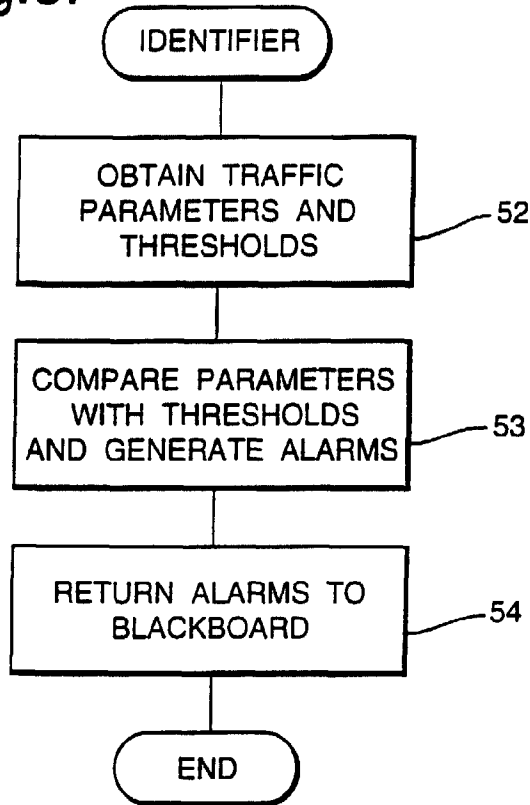 IDENTIFIER
OBTAIN TRAFFIC
PARAMETERS AND
THRESHOLDS
52
COMPARE PARAMETERS
WITH THRESHOLDS
AND GENERATE ALARMS
53
RETURN ALARMS TO
BLACKBOARD
54
END